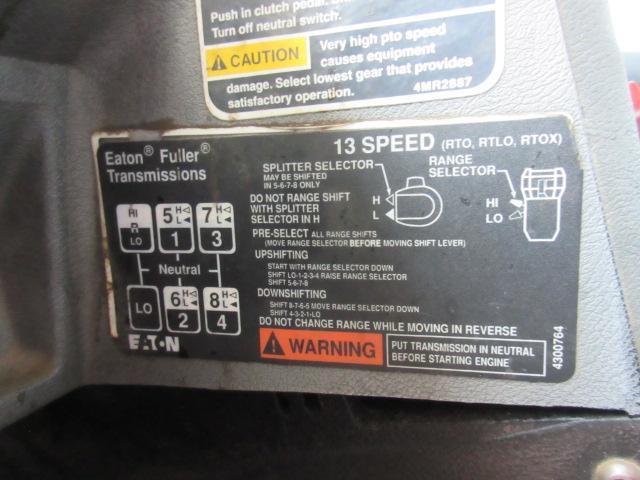 Push in clutch pedal.
Turn off neutral switch.
CAUTION
Very high pto speed
causes equipment
damage. Select lowest gear that provides
satisfactory operation.
4MR2887
Eaton® Fuller®
Transmissions
13 SPEED (RTO, RTLO, RTOX)
SPLITTER SELECTOR
MAY BE SHIFTED
IN 5-6-7-8 ONLY
RANGE
SELECTOR
DO NOT RANGE SHIFT
WITH SPLITTER
SELECTOR IN H
H
L
HI
LO
PRE-SELECT ALL RANGE SHIFTS
(MOVE RANGE SELECTOR BEFORE MOVING SHIFT LEVER)
UPSHIFTING
START WITH RANGE SELECTOR DOWN
SHIFT LO-1-2-3-4 RAISE RANGE SELECTOR
SHIFT 5-6-7-8
DOWNSHIFTING
SHIFT 8-7-6-5 MOVE RANGE SELECTOR DOWN
SHIFT 4-3-2-1-LO
DO NOT CHANGE RANGE WHILE MOVING IN REVERSE
HI
R
LO
5 H L
1
7 H L
3
Neutral
LO
6 H L
2
8 H L
4
EATON
WARNING
PUT TRANSMISSION IN NEUTRAL
BEFORE STARTING ENGINE
4300764